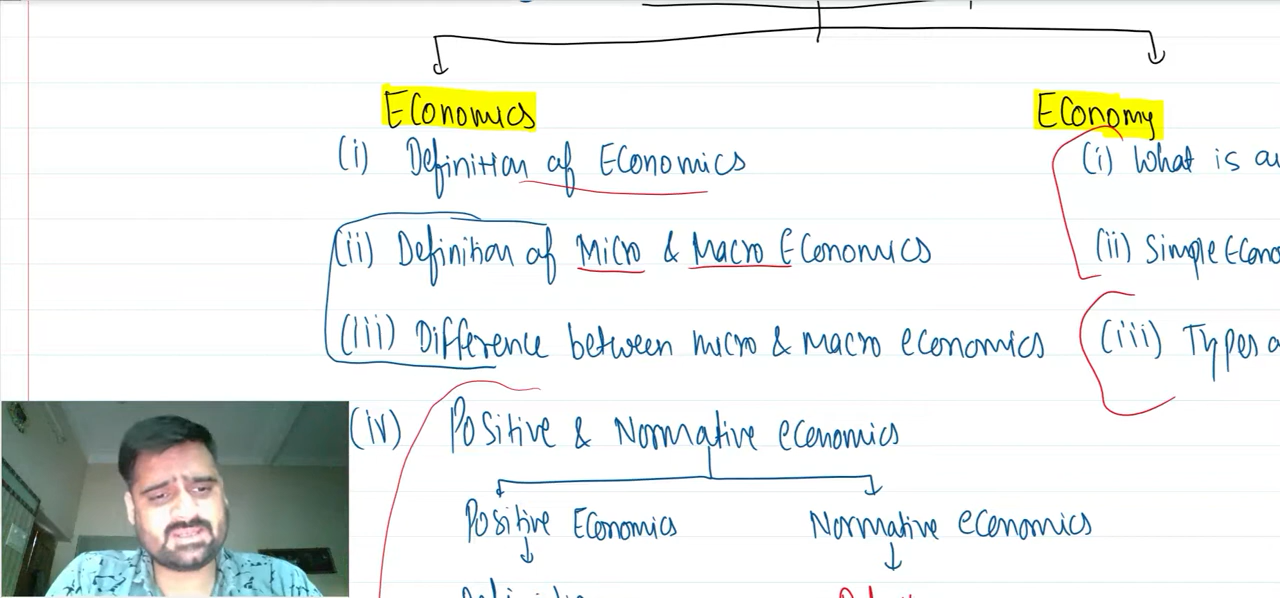 Economics
(i) Definition of Economics
(ii) Definition of Micro & Macro Economics
(iii) Difference between micro & macro economics
(iv) Positive & Normative economics
Positive Economics
Normative economics
Economy
(i) What is
(ii) Simple
(iii) Types